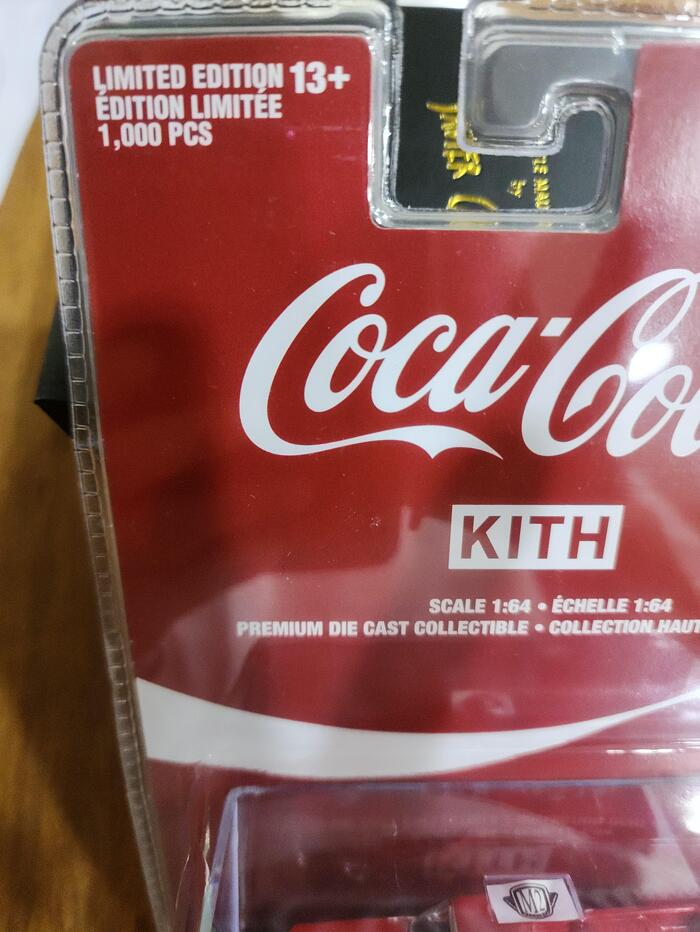 LIMITED EDITION 13+
ÉDITION LIMITÉE
1,000 PCS
by
Coca-Co
KITH
SCALE 1:64 • ÉCHELLE 1:64
PREMIUM DIE CAST COLLECTIBLE • COLLECTION HAUT
M2